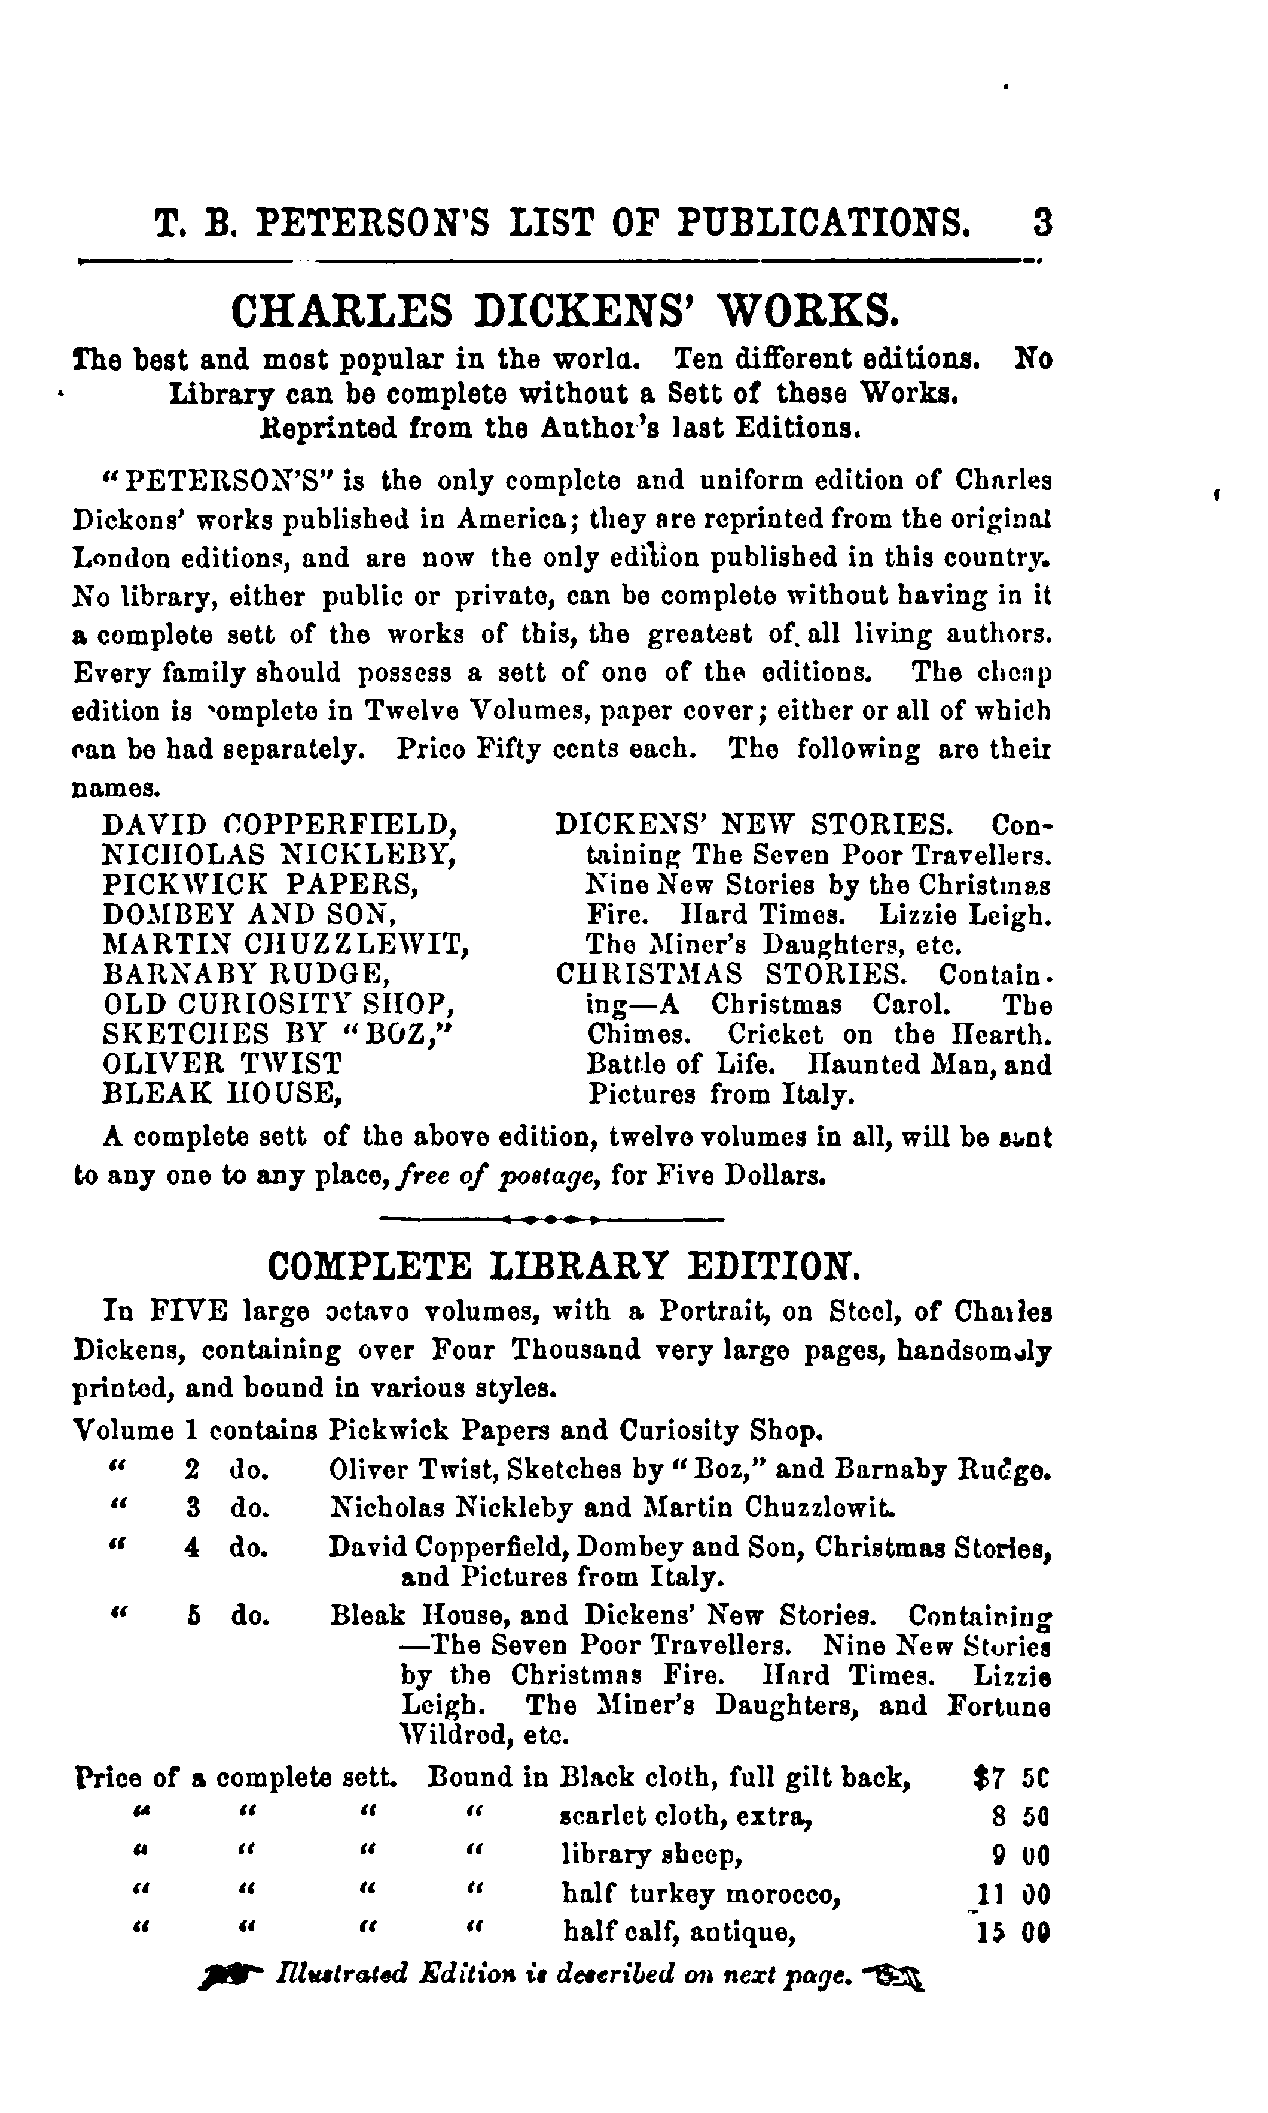 T. B. PETERSON'S LIST OF PUBLICATIONS. 3
CHARLES DICKENS' WORKS.
The best and most popular in the world. Ten different editions. No
Library can be complete without a Sett of these Works.
Reprinted from the Author's last Editions.
"PETERSON'S" is the only complete and uniform edition of Charles
Dickens' works published in America; they are reprinted from the original
London editions, and are now the only edition published in this country.
No library, either public or private, can be complete without having in it
a complete sett of the works of this, the greatest of all living authors.
Every family should possess a sett of one of the editions. The cheap
edition is complete in Twelve Volumes, paper cover; either or all of which
can be had separately. Price Fifty cents each. The following are their
names.
DAVID COPPERFIELD,
NICHOLAS NICKLEBY,
PICKWICK PAPERS,
DOMBEY AND SON,
MARTIN CHUZZLEWIT,
BARNABY RUDGE,
OLD CURIOSITY SHOP,
SKETCHES BY "BOZ,"
OLIVER TWIST
BLEAK HOUSE,
DICKENS' NEW STORIES. Con-
taining The Seven Poor Travellers.
Nine New Stories by the Christmas
Fire. Hard Times. Lizzie Leigh.
The Miner's Daughters, etc.
CHRISTMAS STORIES. Contain-
ing—A Christmas Carol. The
Chimes. Cricket on the Hearth.
Battle of Life. Haunted Man, and
Pictures from Italy.
A complete sett of the above edition, twelve volumes in all, will be sent
to any one to any place, free of postage, for Five Dollars.
COMPLETE LIBRARY EDITION.
In FIVE large octavo volumes, with a Portrait, on Steel, of Charles
Dickens, containing over Four Thousand very large pages, handsomely
printed, and bound in various styles.
Volume 1 contains Pickwick Papers and Curiosity Shop.
" 2 do. Oliver Twist, Sketches by "Boz," and Barnaby Rudge.
" 3 do. Nicholas Nickleby and Martin Chuzzlewit.
" 4 do. David Copperfield, Dombey and Son, Christmas Stories,
and Pictures from Italy.
" 5 do. Bleak House, and Dickens' New Stories. Containing
—The Seven Poor Travellers. Nine New Stories
by the Christmas Fire. Hard Times. Lizzie
Leigh. The Miner's Daughters, and Fortune
Wildred, etc.
Price of a complete sett. Bound in Black cloth, full gilt back, $7 50
" " " " scarlet cloth, extra, 8 50
" " " " library sheep, 9 00
" " " " half turkey morocco, 11 00
" " " " half calf, antique, 15 00
Illustrated Edition is described on next page.